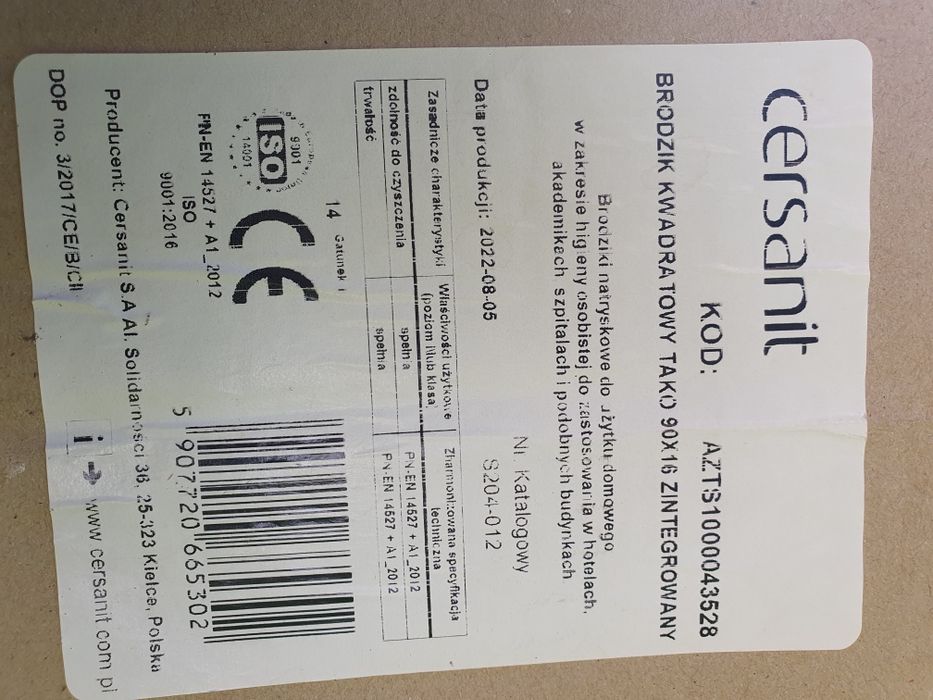 cersanit
KOD: AZTS1000043528
BRODZIK KWADRATOWY TAKO 90X16 ZINTEGROWANY
Brodziki natryskowe do użytku domowego
w zakresie higieny osobistej do zastosowania w hotelach,
akademikach szpitalach i podobnych budynkach
Nr Katalogowy
S204-012
Data produkcji: 2022-08-05
Zasadnicze charakterystyki Właściwości użytkowe (poziom i/lub klasa) Zharmonizowana specyfikacja techniczna
zdolność do czyszczenia spełnia PN-EN 14527 + A1_2012
trwałość spełnia PN-EN 14527 + A1_2012
14 Gatunek I
ISO
9001
14001
CE
PN-EN 14527 + A1_2012
ISO
9001:2016
5 907720 665302
Producent: Cersanit S.A Al. Solidarności 36, 25-323 Kielce, Polska
DOP no. 3/2017/CE/B/CII
i → www.cersanit.com.pl